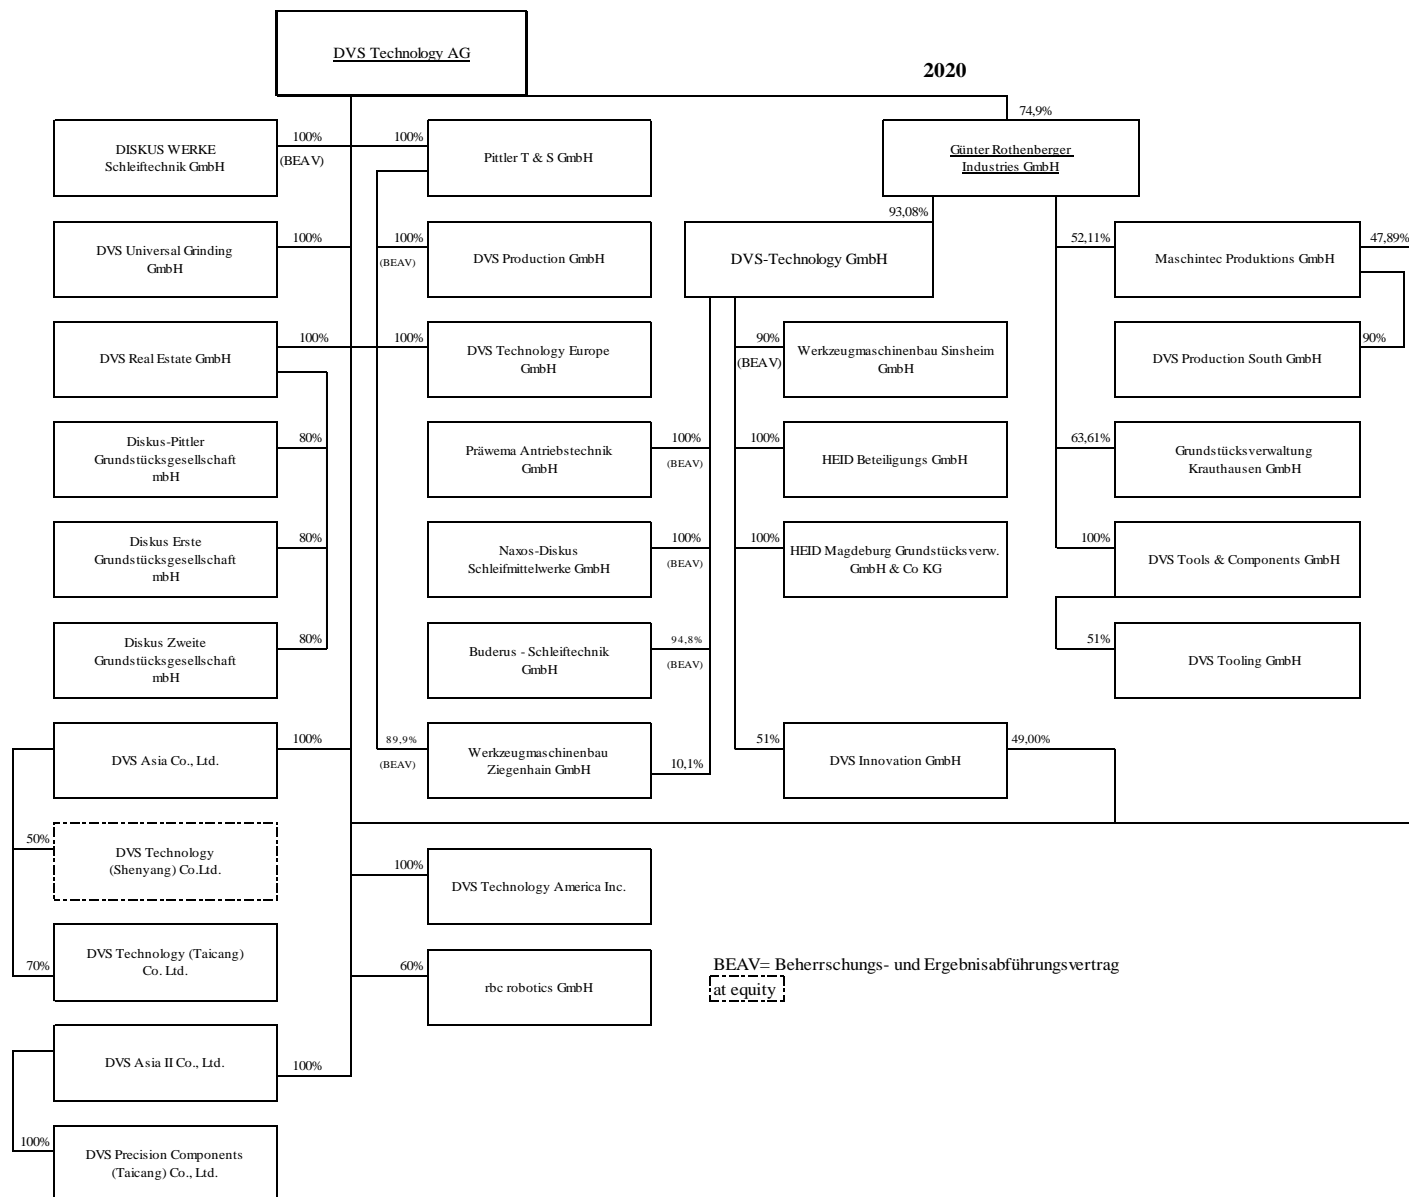 DVS Technology AG
2020
74,9%
DISKUS WERKE
Schleiftechnik GmbH
100%
(BEAV)
100%
Pittler T & S GmbH
Günter Rothenberger
Industries GmbH
93,08%
DVS Universal Grinding
GmbH
100%
100%
(BEAV)
DVS Production GmbH
DVS-Technology GmbH
52,11%
Maschintec Produktions GmbH
47,89%
DVS Real Estate GmbH
100%
100%
DVS Technology Europe
GmbH
90%
(BEAV)
Werkzeugmaschinenbau Sinsheim
GmbH
DVS Production South GmbH
90%
Diskus-Pittler
Grundstücksgesellschaft
mbH
80%
Präwema Antriebstechnik
GmbH
100%
(BEAV)
100%
HEID Beteiligungs GmbH
63,61%
Grundstücksverwaltung
Krauthausen GmbH
Diskus Erste
Grundstücksgesellschaft
mbH
80%
Naxos-Diskus
Schleifmittelwerke GmbH
100%
(BEAV)
100%
HEID Magdeburg Grundstücksverw.
GmbH & Co KG
100%
DVS Tools & Components GmbH
Diskus Zweite
Grundstücksgesellschaft
mbH
80%
Buderus - Schleiftechnik
GmbH
94,8%
(BEAV)
51%
DVS Tooling GmbH
DVS Asia Co., Ltd.
100%
89,9%
(BEAV)
Werkzeugmaschinenbau
Ziegenhain GmbH
10,1%
51%
DVS Innovation GmbH
49,00%
50%
DVS Technology
(Shenyang) Co.Ltd.
100%
DVS Technology America Inc.
70%
DVS Technology (Taicang)
Co. Ltd.
60%
rbc robotics GmbH
BEAV= Beherrschungs- und Ergebnisabführungsvertrag
at equity
DVS Asia II Co., Ltd.
100%
100%
DVS Precision Components
(Taicang) Co., Ltd.